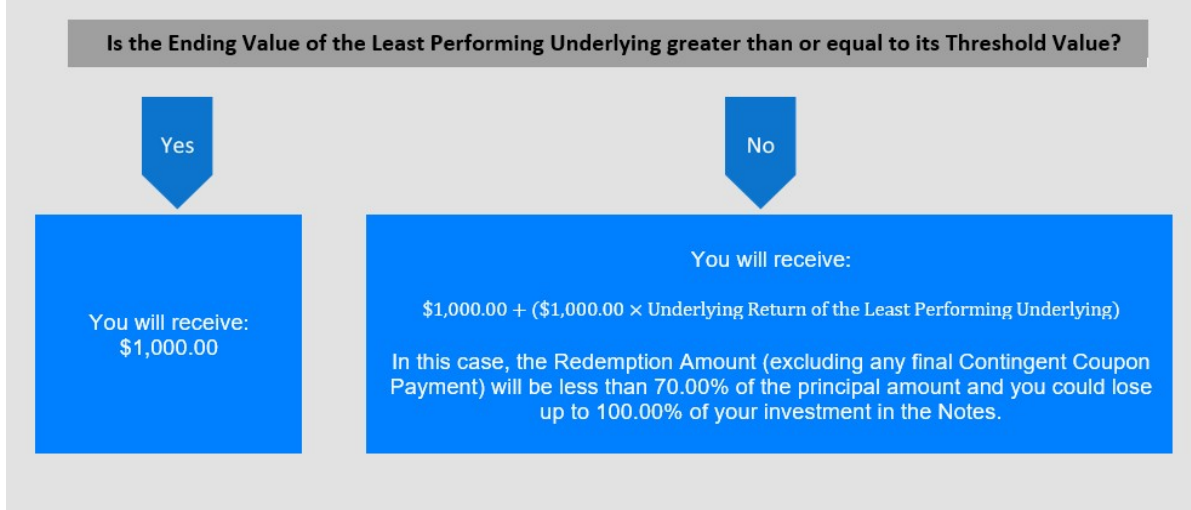 Is the Ending Value of the Least Performing Underlying greater than or equal to its Threshold Value?
Yes
No
You will receive:
$1,000.00
You will receive:
$1,000.00 + ($1,000.00 × Underlying Return of the Least Performing Underlying)
In this case, the Redemption Amount (excluding any final Contingent Coupon
Payment) will be less than 70.00% of the principal amount and you could lose
up to 100.00% of your investment in the Notes.